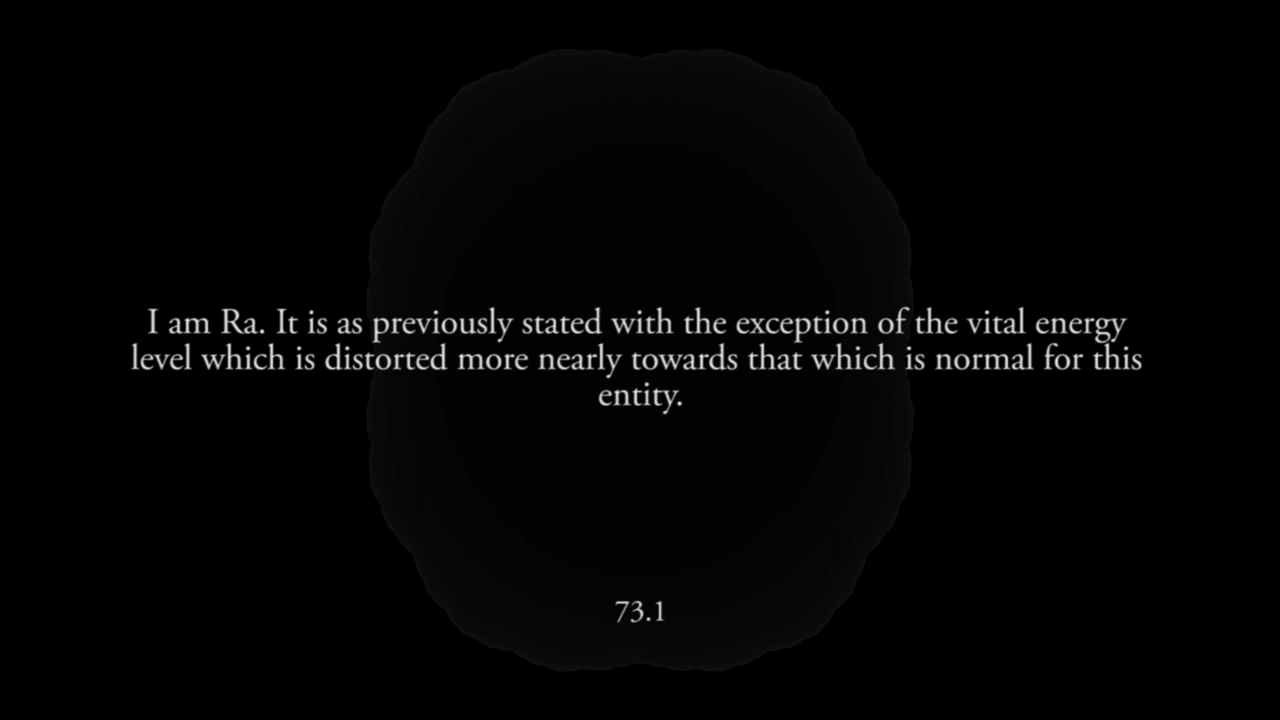 I am Ra. It is as previously stated with the exception of the vital energy
level which is distorted more nearly towards that which is normal for this
entity.
73.1